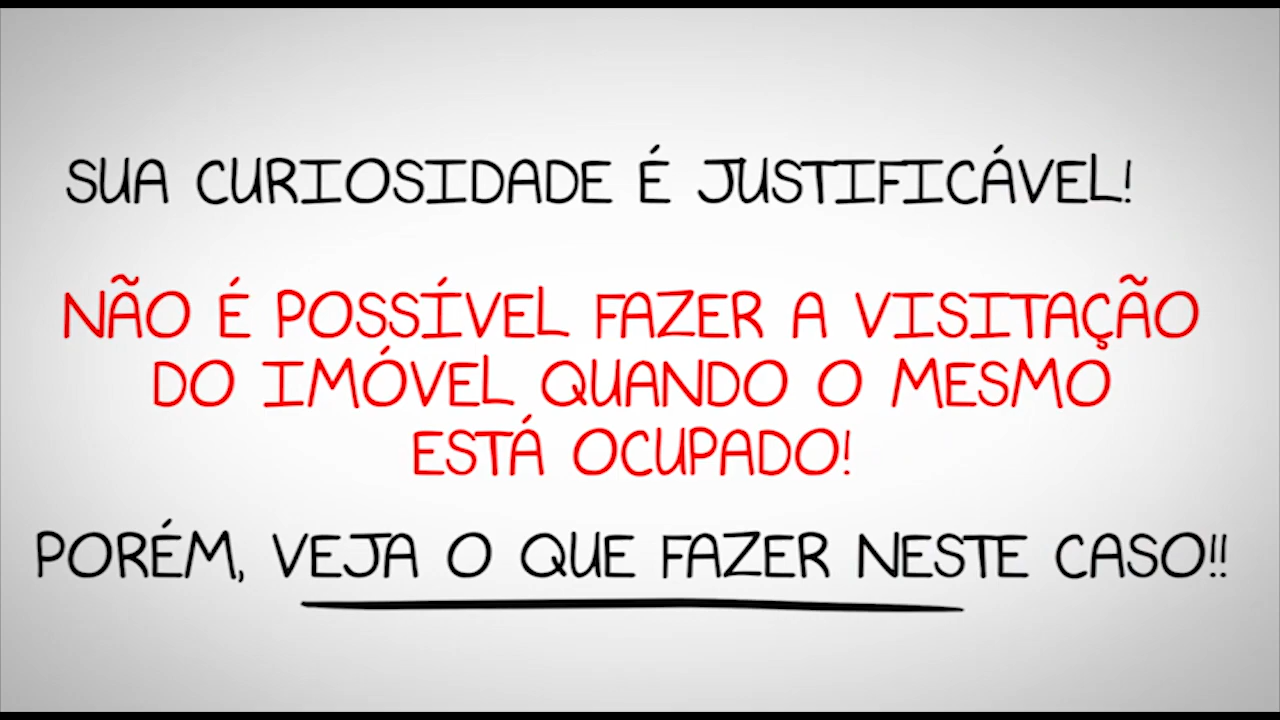 SUA CURIOSIDADE É JUSTIFICÁVEL!
NÃO É POSSÍVEL FAZER A VISITAÇÃO
DO IMÓVEL QUANDO O MESMO
ESTÁ OCUPADO!
PORÉM, VEJA O QUE FAZER NESTE CASO!!